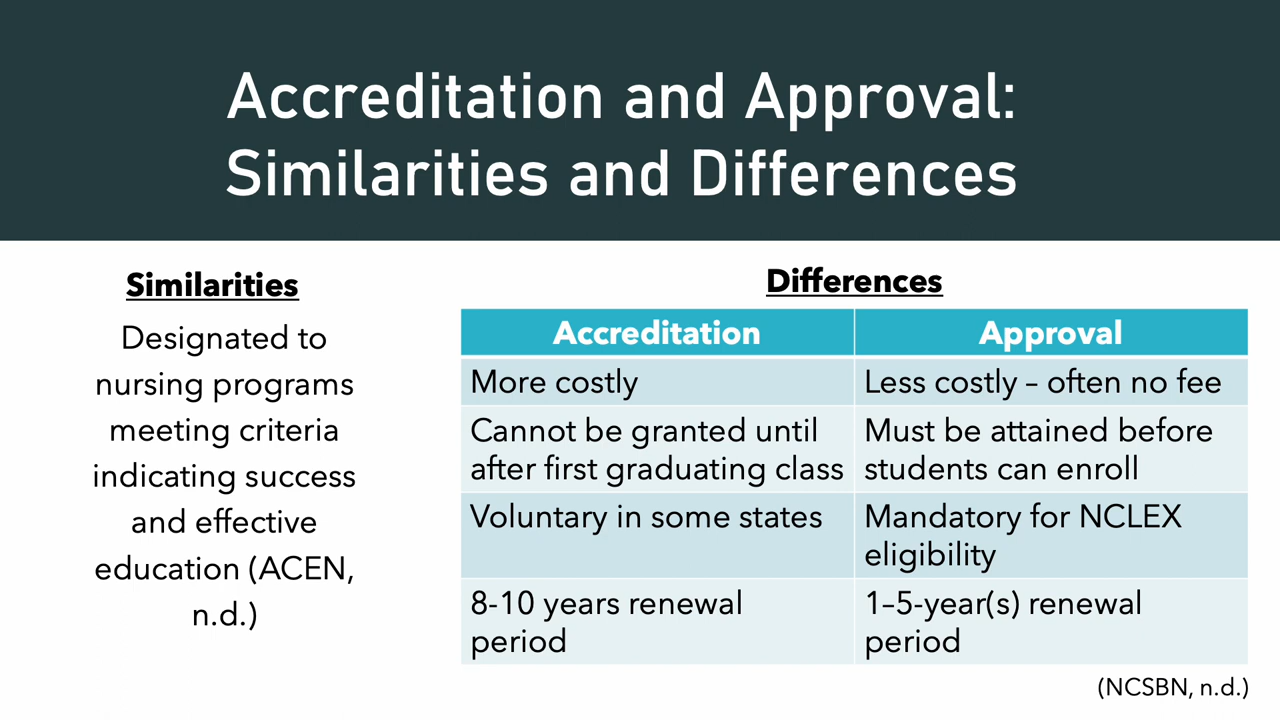 Accreditation and Approval:
Similarities and Differences
Similarities
Designated to
nursing programs
meeting criteria
indicating success
and effective
education (ACEN,
n.d.)
Differences
Accreditation
Approval
More costly
Less costly – often no fee
Cannot be granted until
after first graduating class
Must be attained before
students can enroll
Voluntary in some states
Mandatory for NCLEX
eligibility
8-10 years renewal
period
1–5-year(s) renewal
period
(NCSBN, n.d.)